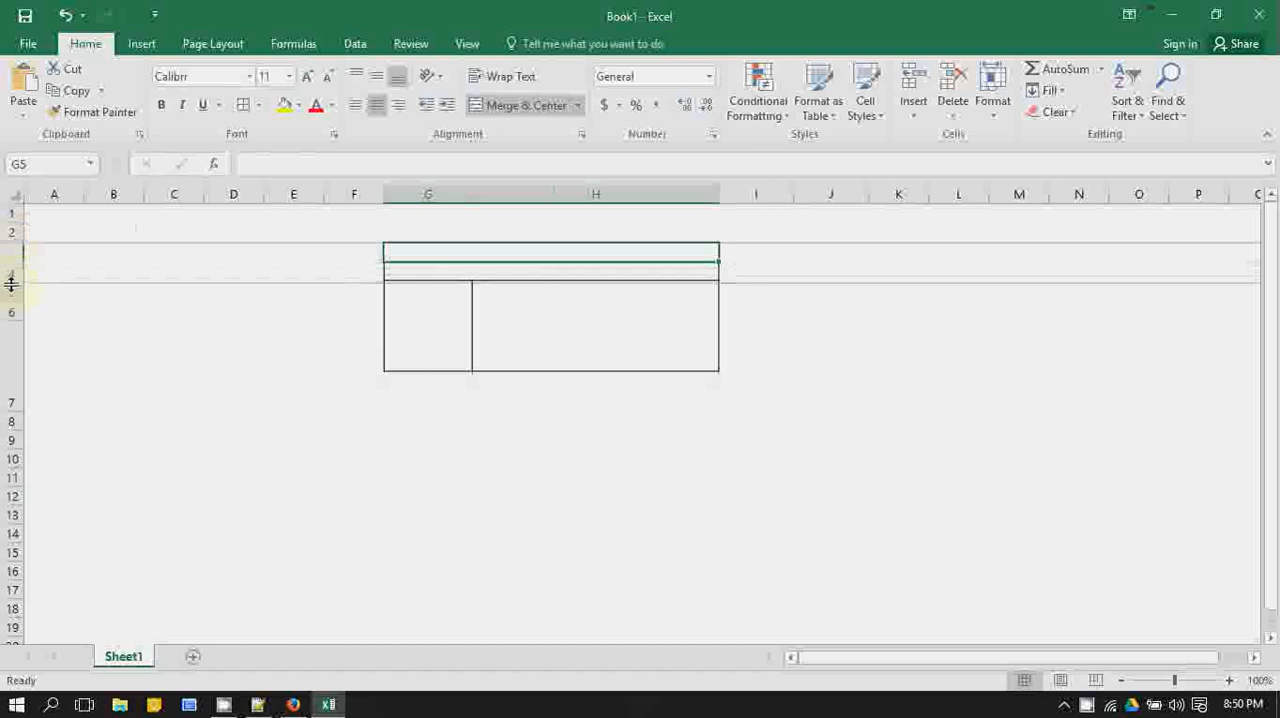 Book1 - Excel
File Home Insert Page Layout Formulas Data Review View Tell me what you want to do Sign in Share
Paste Cut Copy Format Painter Clipboard
Calibri 11 B I U A Font
Wrap Text Merge & Center Alignment
General $ % Number
Conditional Formatting Format as Table Cell Styles Styles
Insert Delete Format Cells
AutoSum Fill Clear Sort & Filter Find & Select Editing
G5 fx
A B C D E F G H I J K L M N O P
1
2
6
7
8
9
10
11
12
13
14
15
16
17
18
19
Sheet1
Ready 100%
8:50 PM